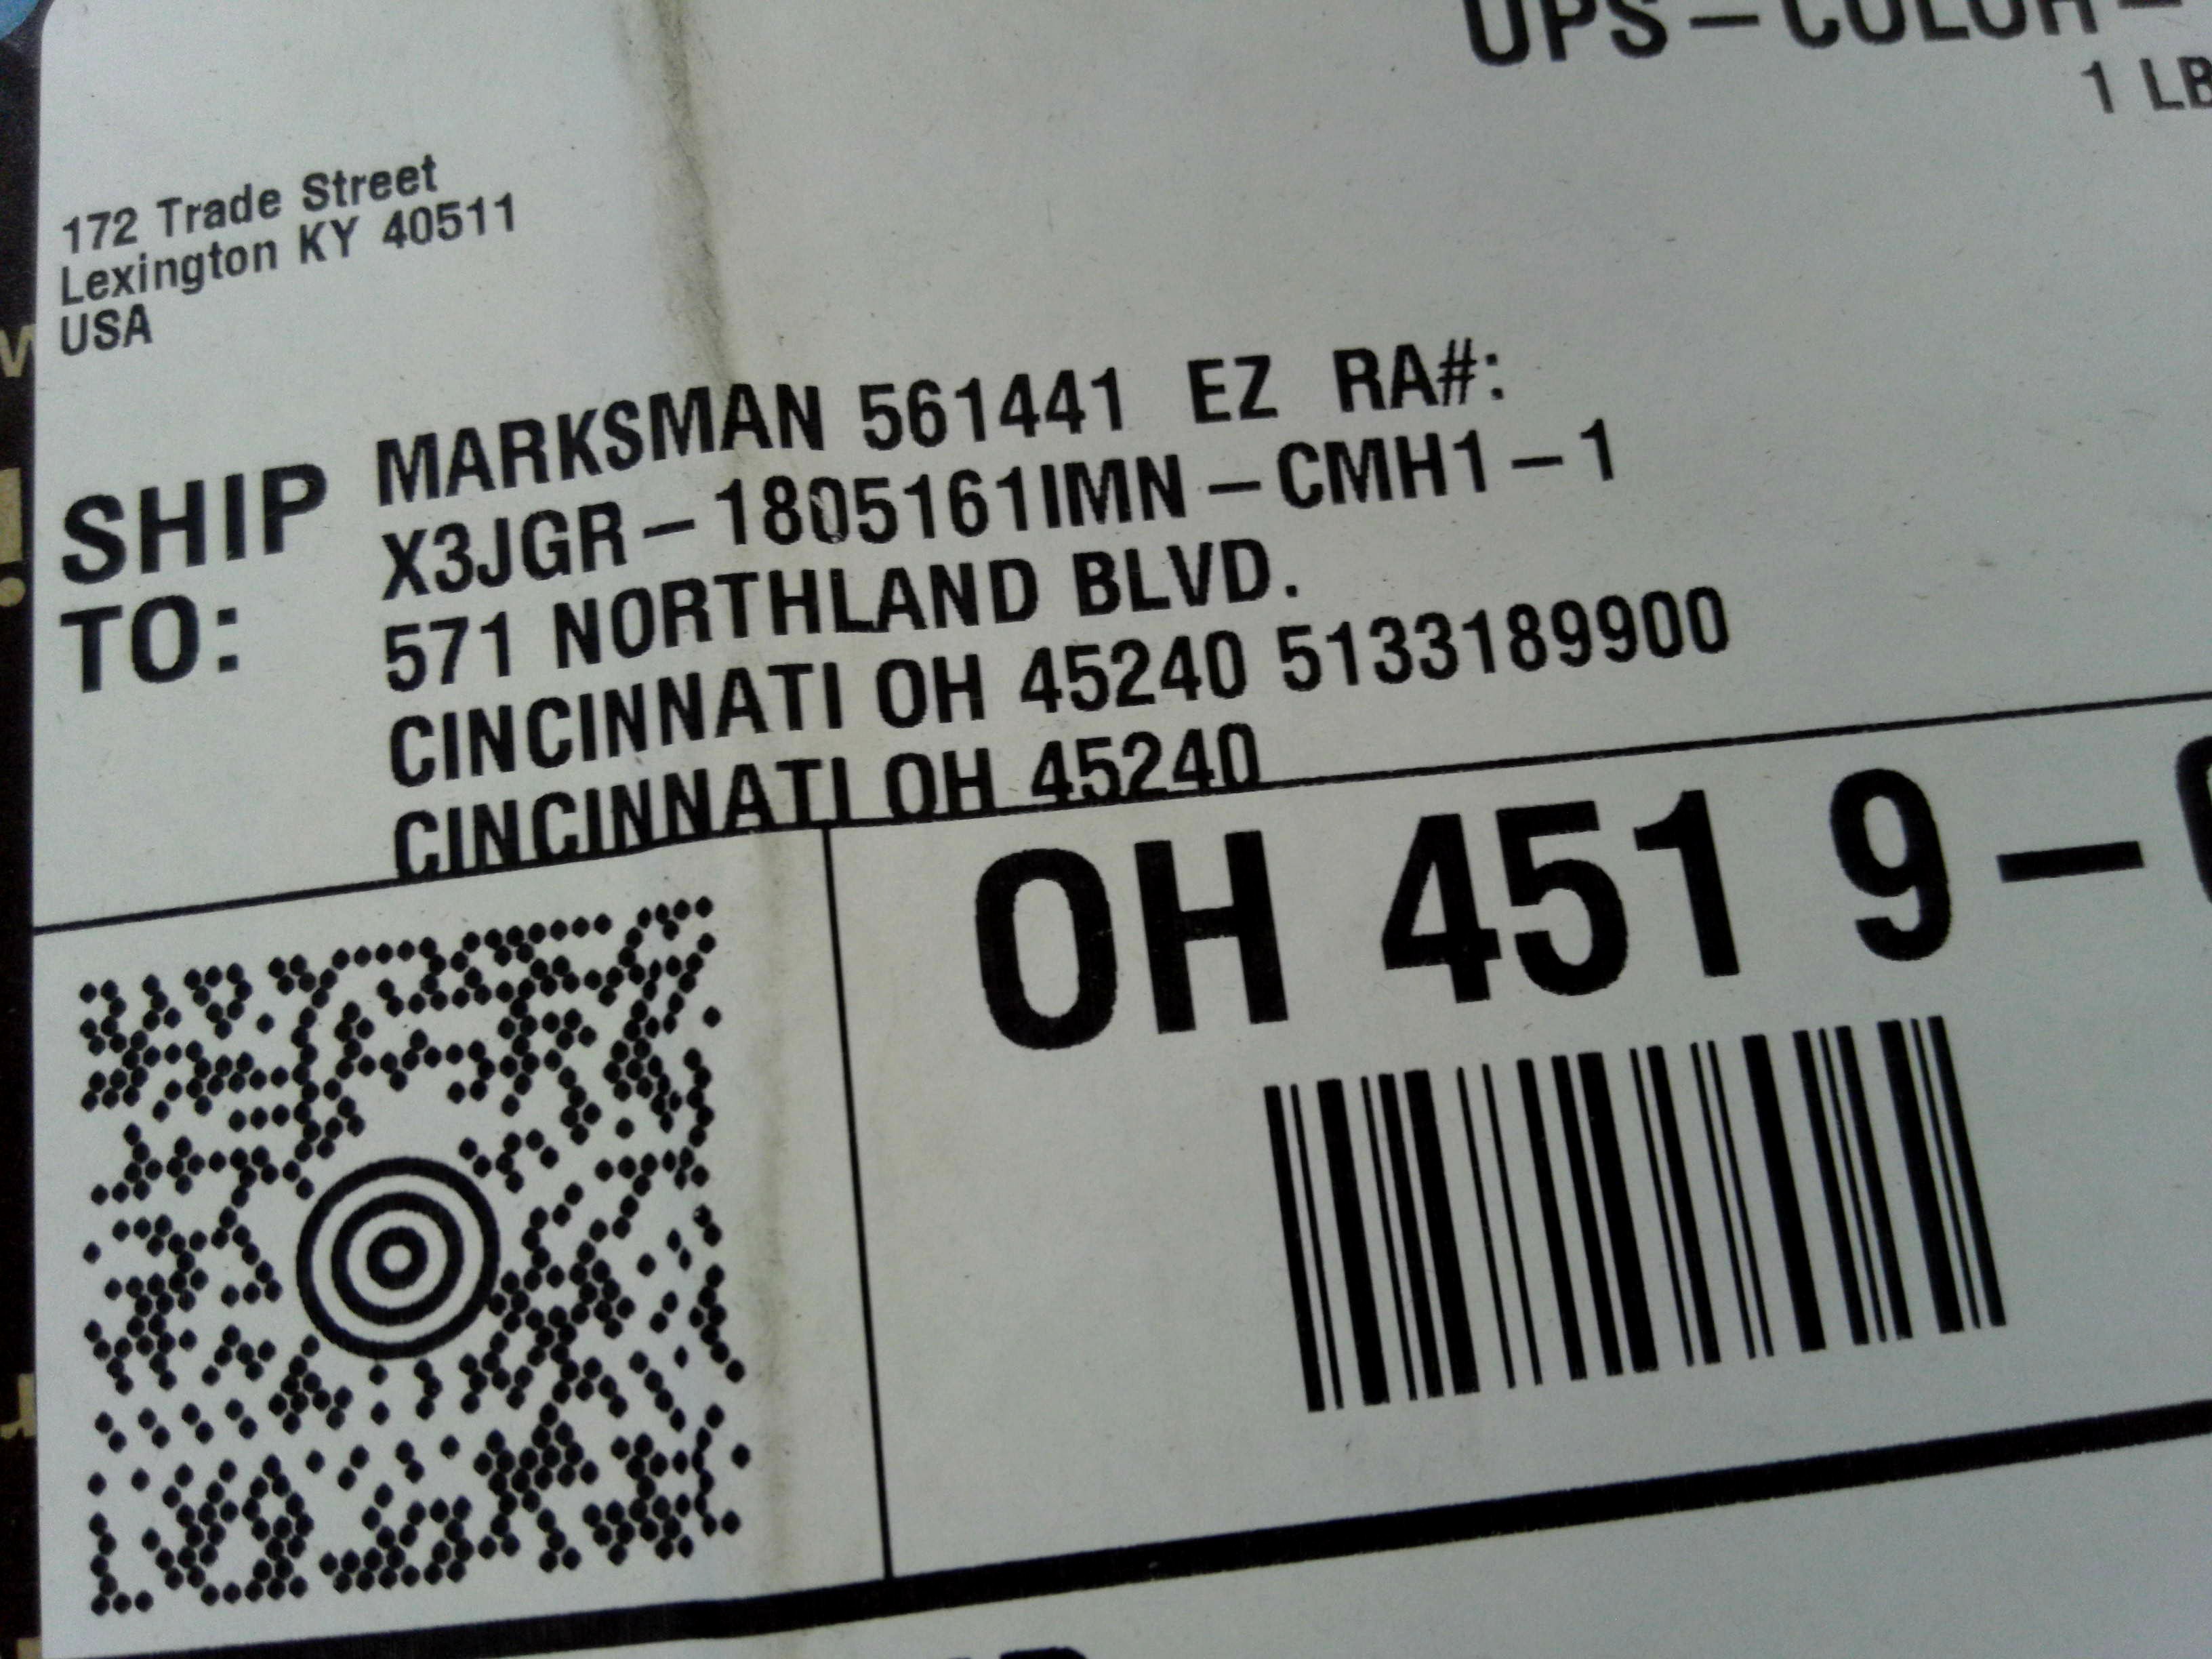 UPS - COLOR -
1 LB
172 Trade Street
Lexington KY 40511
USA
SHIP TO:
MARKSMAN 561441 EZ RA#:
X3JGR-1805161IMN-CMH1-1
571 NORTHLAND BLVD.
CINCINNATI OH 45240 5133189900
CINCINNATI OH 45240
OH 451 9-